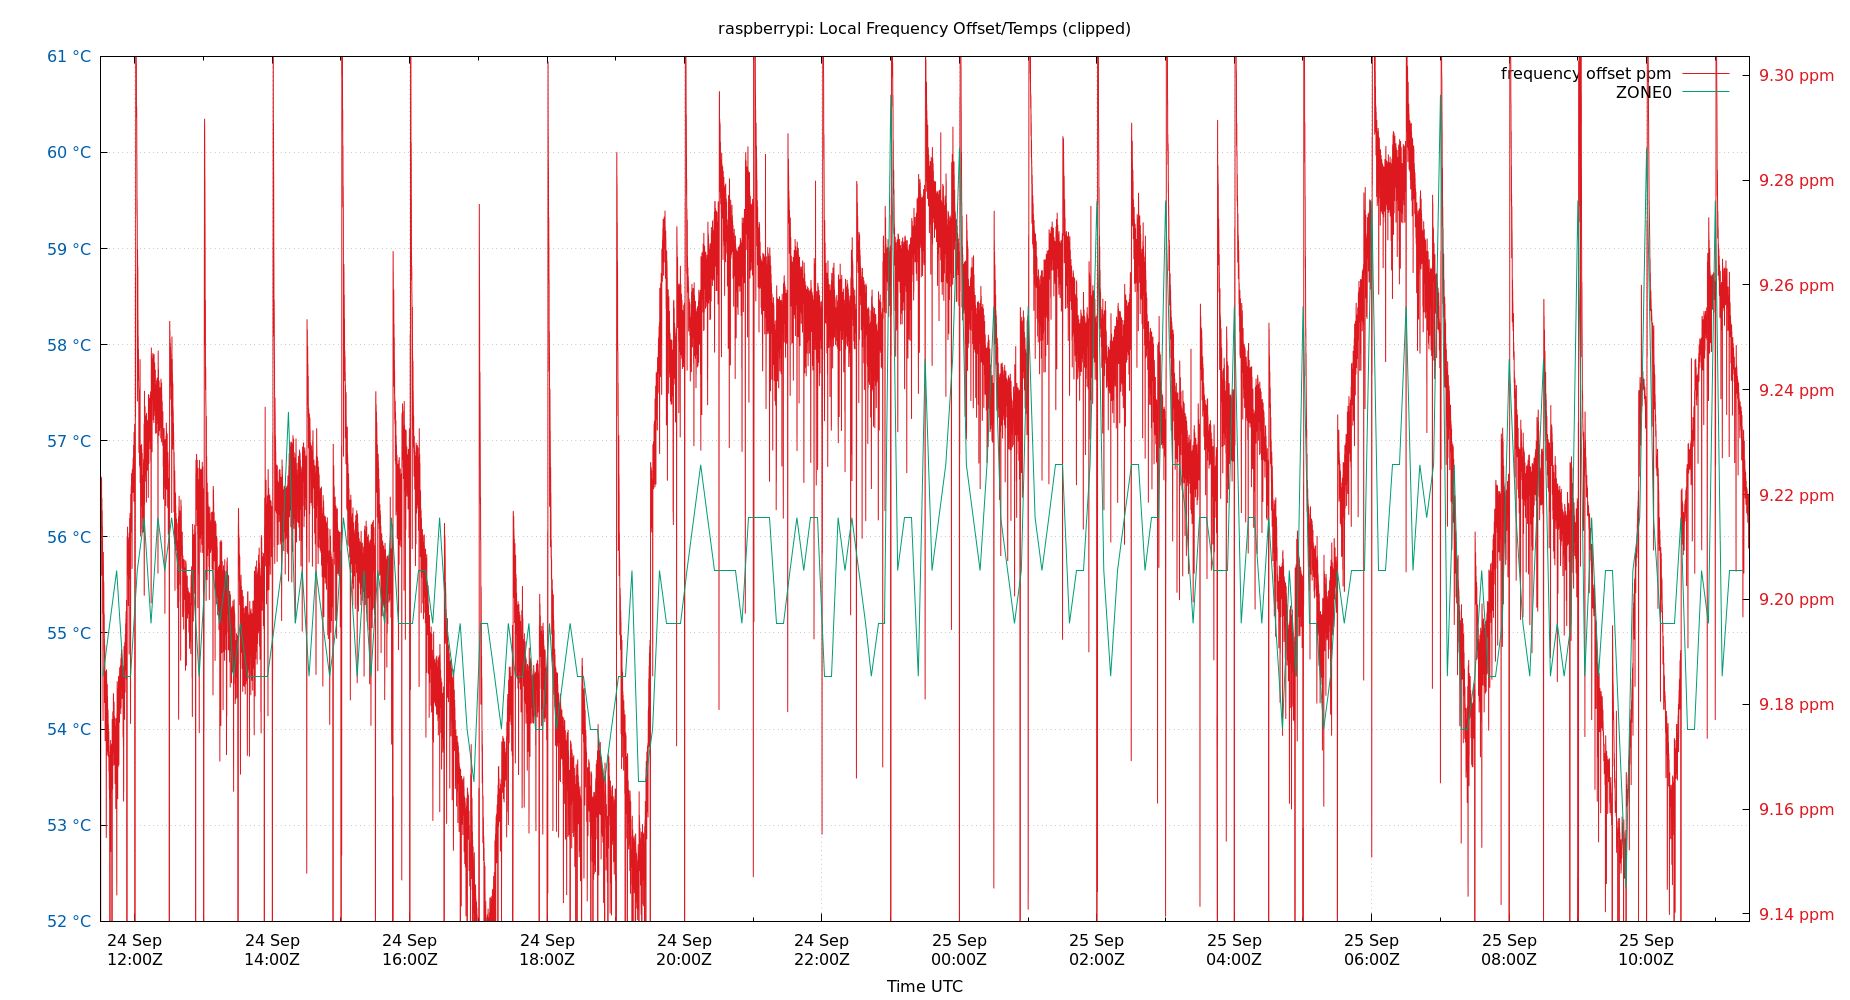 raspberrypi: Local Frequency Offset/Temps (clipped)
61 °C
60 °C
59 °C
58 °C
57 °C
56 °C
55 °C
54 °C
53 °C
52 °C
frequency offset ppm
ZONE0
9.30 ppm
9.28 ppm
9.26 ppm
9.24 ppm
9.22 ppm
9.20 ppm
9.18 ppm
9.16 ppm
9.14 ppm
24 Sep 24 Sep 24 Sep 24 Sep 24 Sep 24 Sep 25 Sep 25 Sep 25 Sep 25 Sep 25 Sep 25 Sep
12:00Z 14:00Z 16:00Z 18:00Z 20:00Z 22:00Z 00:00Z 02:00Z 04:00Z 06:00Z 08:00Z 10:00Z
Time UTC